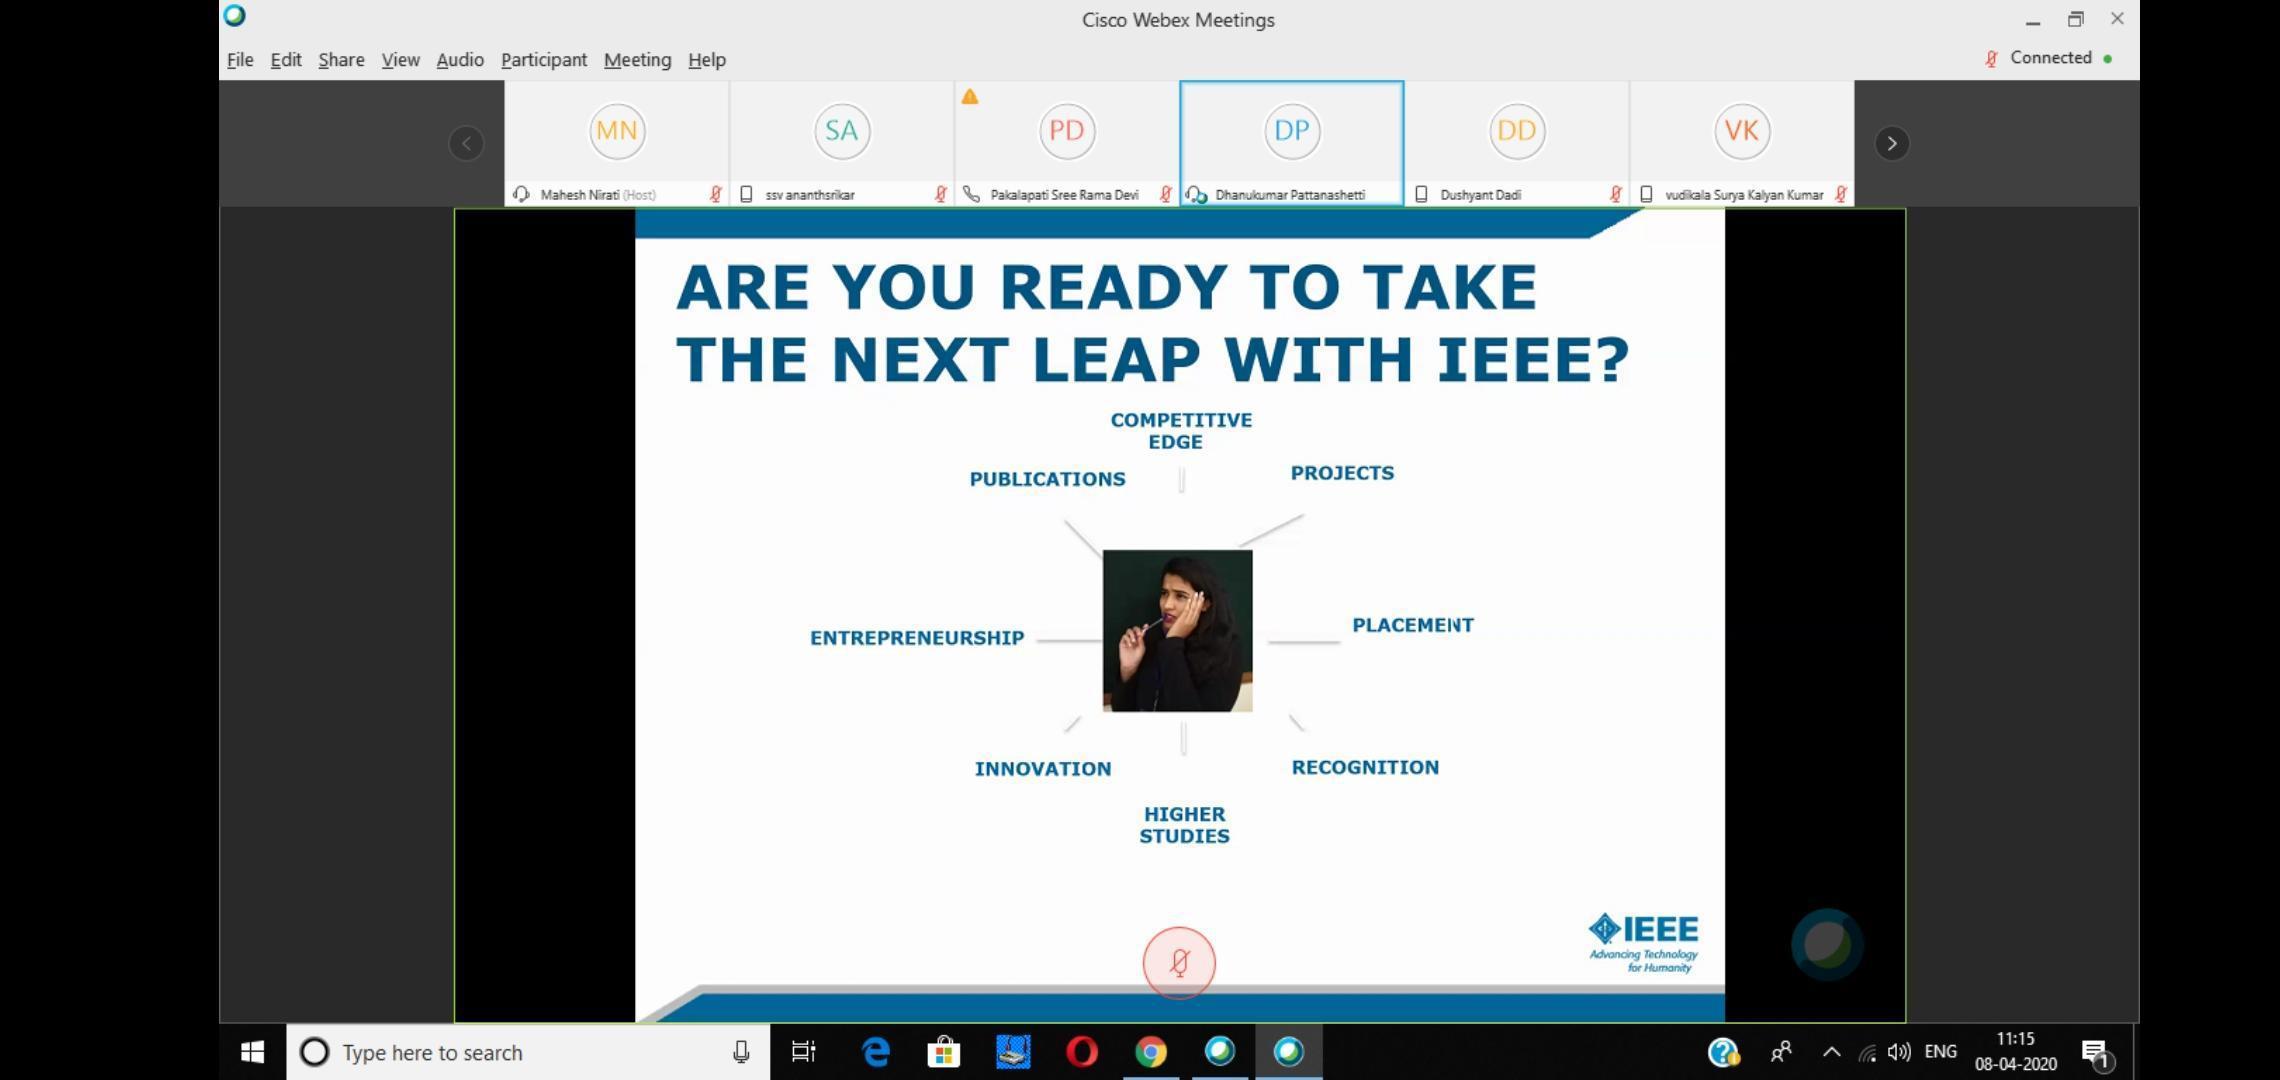 Cisco Webex Meetings
File Edit Share View Audio Participant Meeting Help
Connected
MN
SA
PD
DP
DD
VK
Mahesh Nirati (Host)
ssv ananthsrikar
Pakalapati Sree Rama Devi
Dhanukumar Pattanashetti
Dushyant Dadi
vudikala Surya Kalyan Kumar
ARE YOU READY TO TAKE
THE NEXT LEAP WITH IEEE?
COMPETITIVE
EDGE
PUBLICATIONS
PROJECTS
ENTREPRENEURSHIP
PLACEMENT
INNOVATION
RECOGNITION
HIGHER
STUDIES
IEEE
Advancing Technology
for Humanity
Type here to search
ENG
11:15
08-04-2020
1